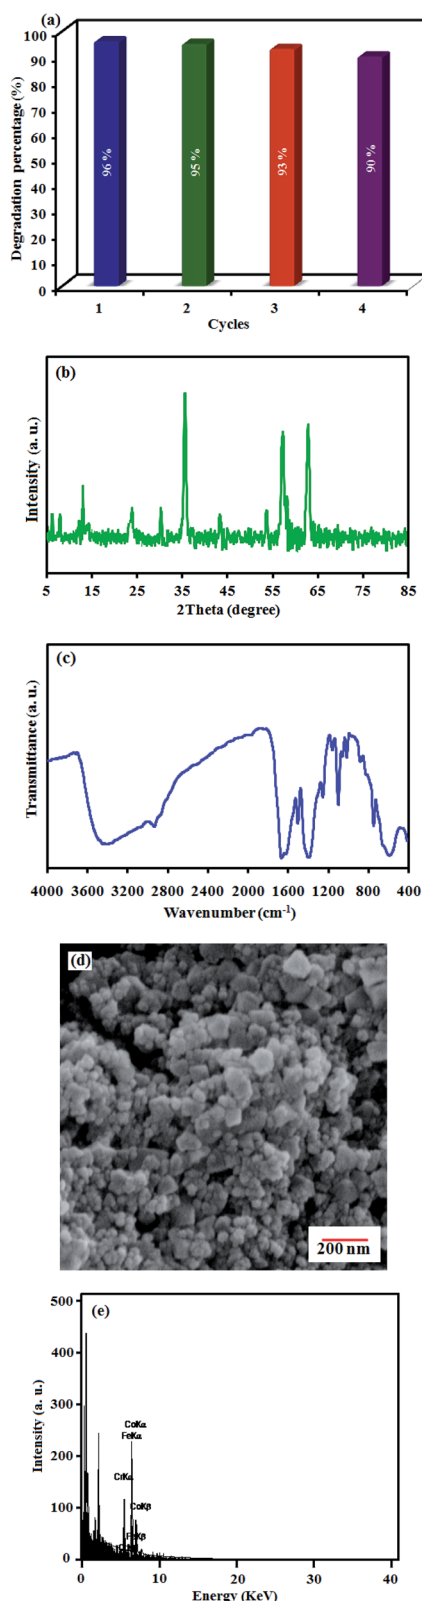 (a)
Degradation percentage (%)
100
90
80
70
60
50
40
30
20
10
0
96 %
95 %
93 %
90 %
1 2 3 4
Cycles
(b)
Intensity (a. u.)
5 15 25 35 45 55 65 75 85
2Theta (degree)
(c)
Transmittance (a. u.)
4000 3600 3200 2800 2400 2000 1600 1200 800 400
Wavenumber (cm-1)
(d)
200 nm
(e)
Intensity (a. u.)
500
400
300
200
100
0
CoKα
FeKα
CrKα
CoKβ
FeKβ
0 10 20 30 40
Energy (KeV)